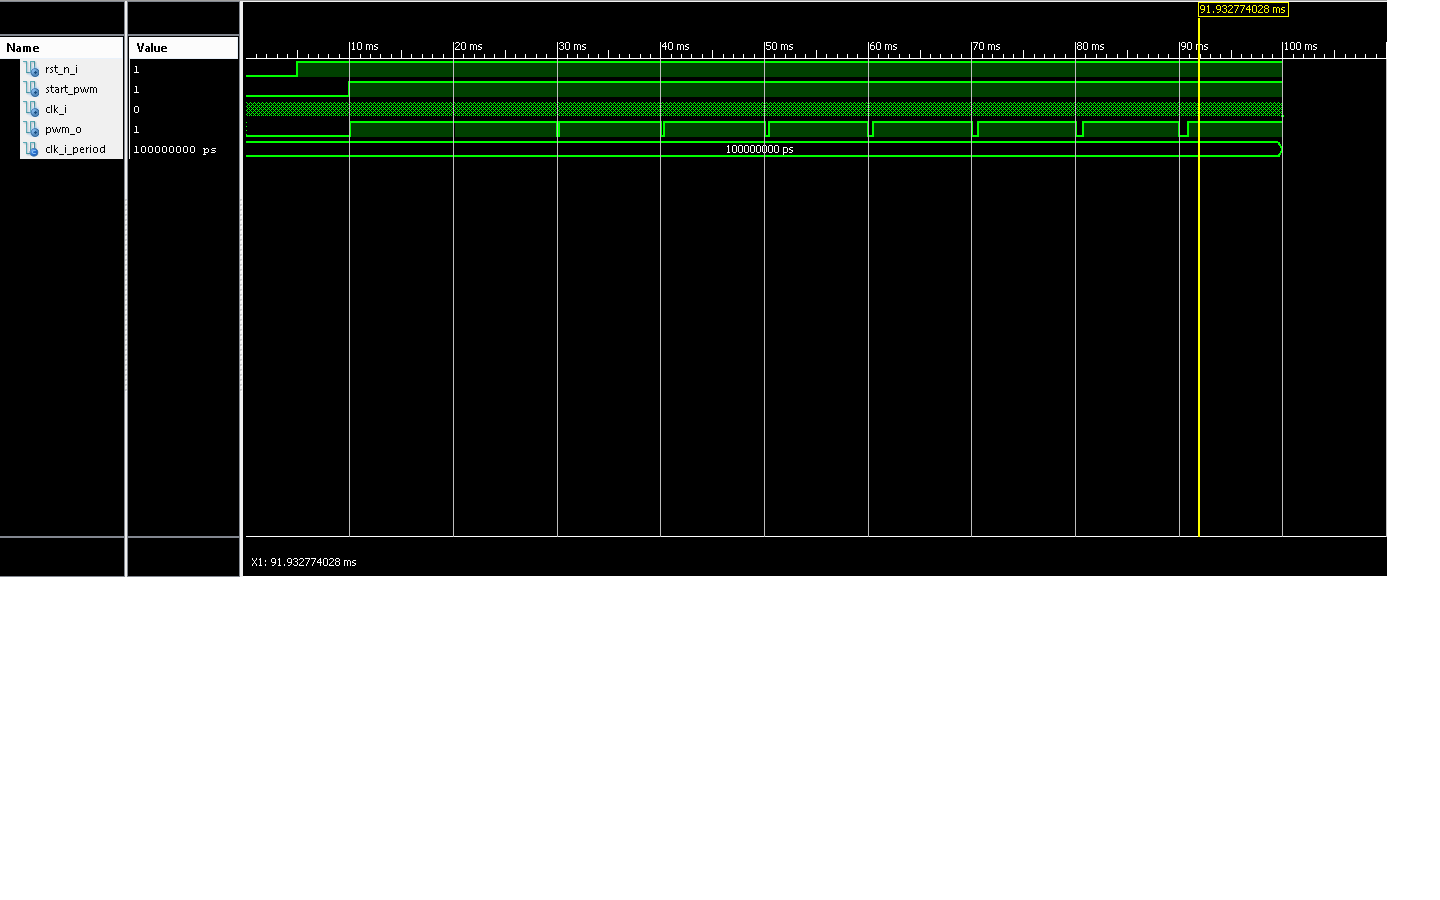 91.932774028 ms
Name Value
10 ms 20 ms 30 ms 40 ms 50 ms 60 ms 70 ms 80 ms 90 ms 100 ms
rst_n_i 1
start_pwm 1
clk_i 0
pwm_o 1
clk_i_period 100000000 ps 100000000 ps
X1: 91.932774028 ms